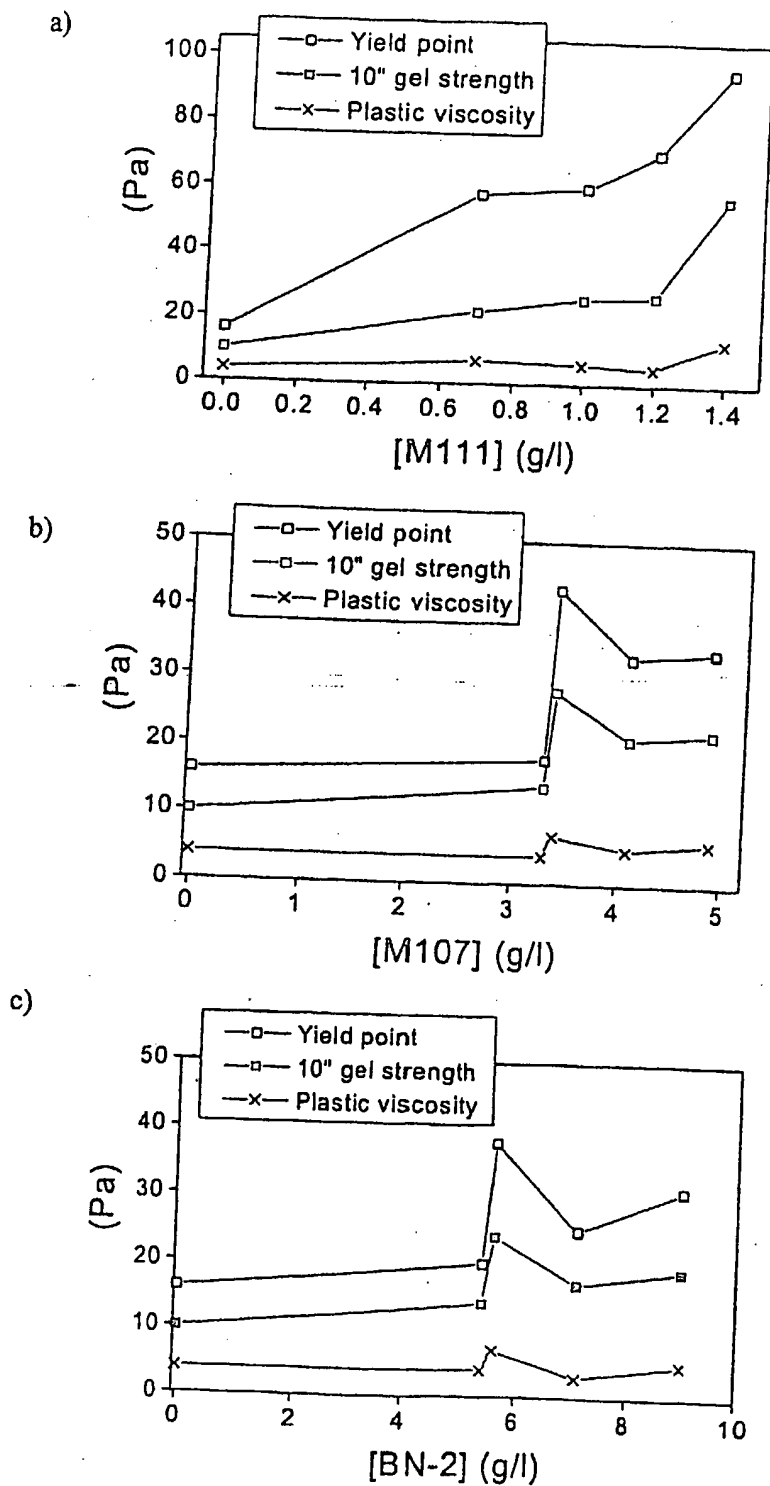 a)
Yield point
10" gel strength
Plastic viscosity
100
80
60
40
20
0
(Pa)
0.0 0.2 0.4 0.6 0.8 1.0 1.2 1.4
[M111] (g/l)
b)
Yield point
10" gel strength
Plastic viscosity
50
40
30
20
10
0
(Pa)
0 1 2 3 4 5
[M107] (g/l)
c)
Yield point
10" gel strength
Plastic viscosity
50
40
30
20
10
0
(Pa)
0 2 4 6 8 10
[BN-2] (g/l)